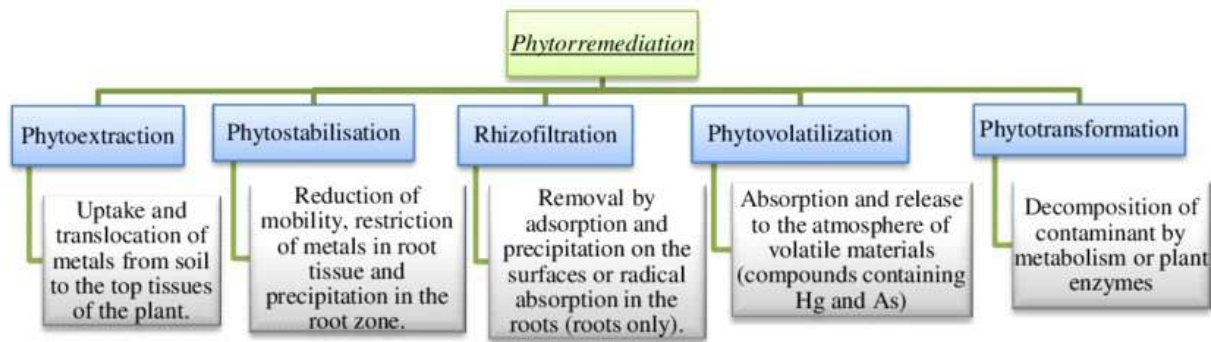 Phytorremediation
Phytoextraction
Phytostabilisation
Rhizofiltration
Phytovolatilization
Phytotransformation
Uptake and
translocation of
metals from soil
to the top tissues
of the plant.
Reduction of
mobility, restriction
of metals in root
tissue and
precipitation in the
root zone.
Removal by
adsorption and
precipitation on the
surfaces or radical
absorption in the
roots (roots only).
Absorption and release
to the atmosphere of
volatile materials
(compounds containing
Hg and As)
Decomposition of
contaminant by
metabolism or plant
enzymes